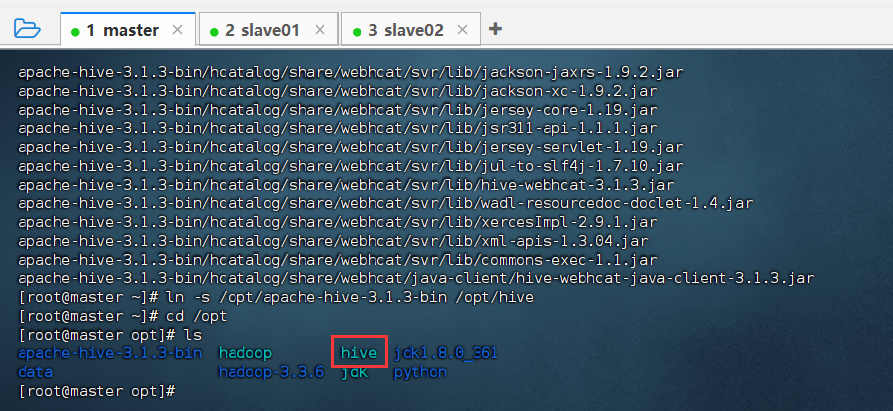 1 master × 2 slave01 × 3 slave02 × +
apache-hive-3.1.3-bin/hcatalog/share/webhcat/svr/lib/jackson-jaxrs-1.9.2.jar
apache-hive-3.1.3-bin/hcatalog/share/webhcat/svr/lib/jackson-xc-1.9.2.jar
apache-hive-3.1.3-bin/hcatalog/share/webhcat/svr/lib/jersey-core-1.19.jar
apache-hive-3.1.3-bin/hcatalog/share/webhcat/svr/lib/jsr311-api-1.1.1.jar
apache-hive-3.1.3-bin/hcatalog/share/webhcat/svr/lib/jersey-servlet-1.19.jar
apache-hive-3.1.3-bin/hcatalog/share/webhcat/svr/lib/jul-to-slf4j-1.7.10.jar
apache-hive-3.1.3-bin/hcatalog/share/webhcat/svr/lib/hive-webhcat-3.1.3.jar
apache-hive-3.1.3-bin/hcatalog/share/webhcat/svr/lib/wadl-resourcedoc-doclet-1.4.jar
apache-hive-3.1.3-bin/hcatalog/share/webhcat/svr/lib/xercesImpl-2.9.1.jar
apache-hive-3.1.3-bin/hcatalog/share/webhcat/svr/lib/xml-apis-1.3.04.jar
apache-hive-3.1.3-bin/hcatalog/share/webhcat/svr/lib/commons-exec-1.1.jar
apache-hive-3.1.3-bin/hcatalog/share/webhcat/java-client/hive-webhcat-java-client-3.1.3.jar
[root@master ~]# ln -s /opt/apache-hive-3.1.3-bin /opt/hive
[root@master ~]# cd /opt
[root@master opt]# ls
apache-hive-3.1.3-bin hadoop hive jdk1.8.0_361
data hadoop-3.3.6 jdk python
[root@master opt]#